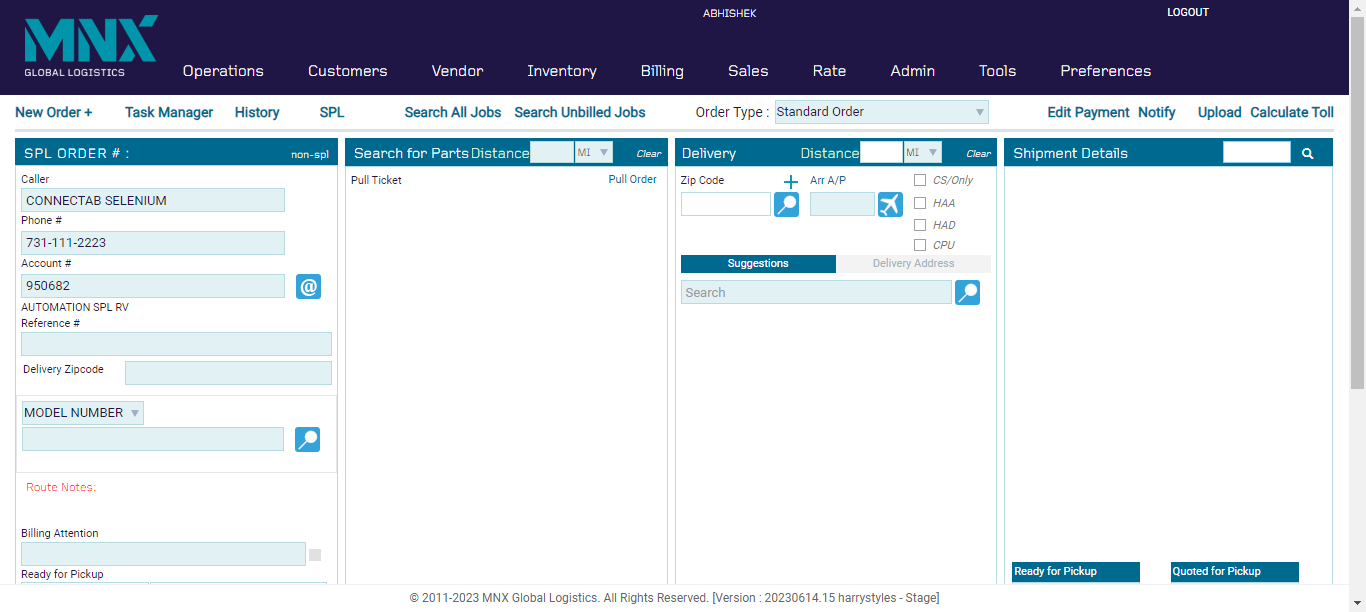 ABHISHEK
LOGOUT
MNX
GLOBAL LOGISTICS
Operations Customers Vendor Inventory Billing Sales Rate Admin Tools Preferences
New Order + Task Manager History SPL Search All Jobs Search Unbilled Jobs Order Type : Standard Order Edit Payment Notify Upload Calculate Toll
SPL ORDER # : non-spl
Caller
CONNECTAB SELENIUM
Phone #
731-111-2223
Account #
950682
@
AUTOMATION SPL RV
Reference #
Delivery Zipcode
MODEL NUMBER
Route Notes:
Billing Attention
Ready for Pickup
Search for Parts Distance MI Clear
Pull Ticket Pull Order
Delivery Distance MI Clear
Zip Code + Arr A/P CS/Only
HAA
HAD
CPU
Suggestions Delivery Address
Search
Shipment Details
Ready for Pickup Quoted for Pickup
© 2011-2023 MNX Global Logistics. All Rights Reserved. [Version : 20230614.15 harrystyles - Stage]